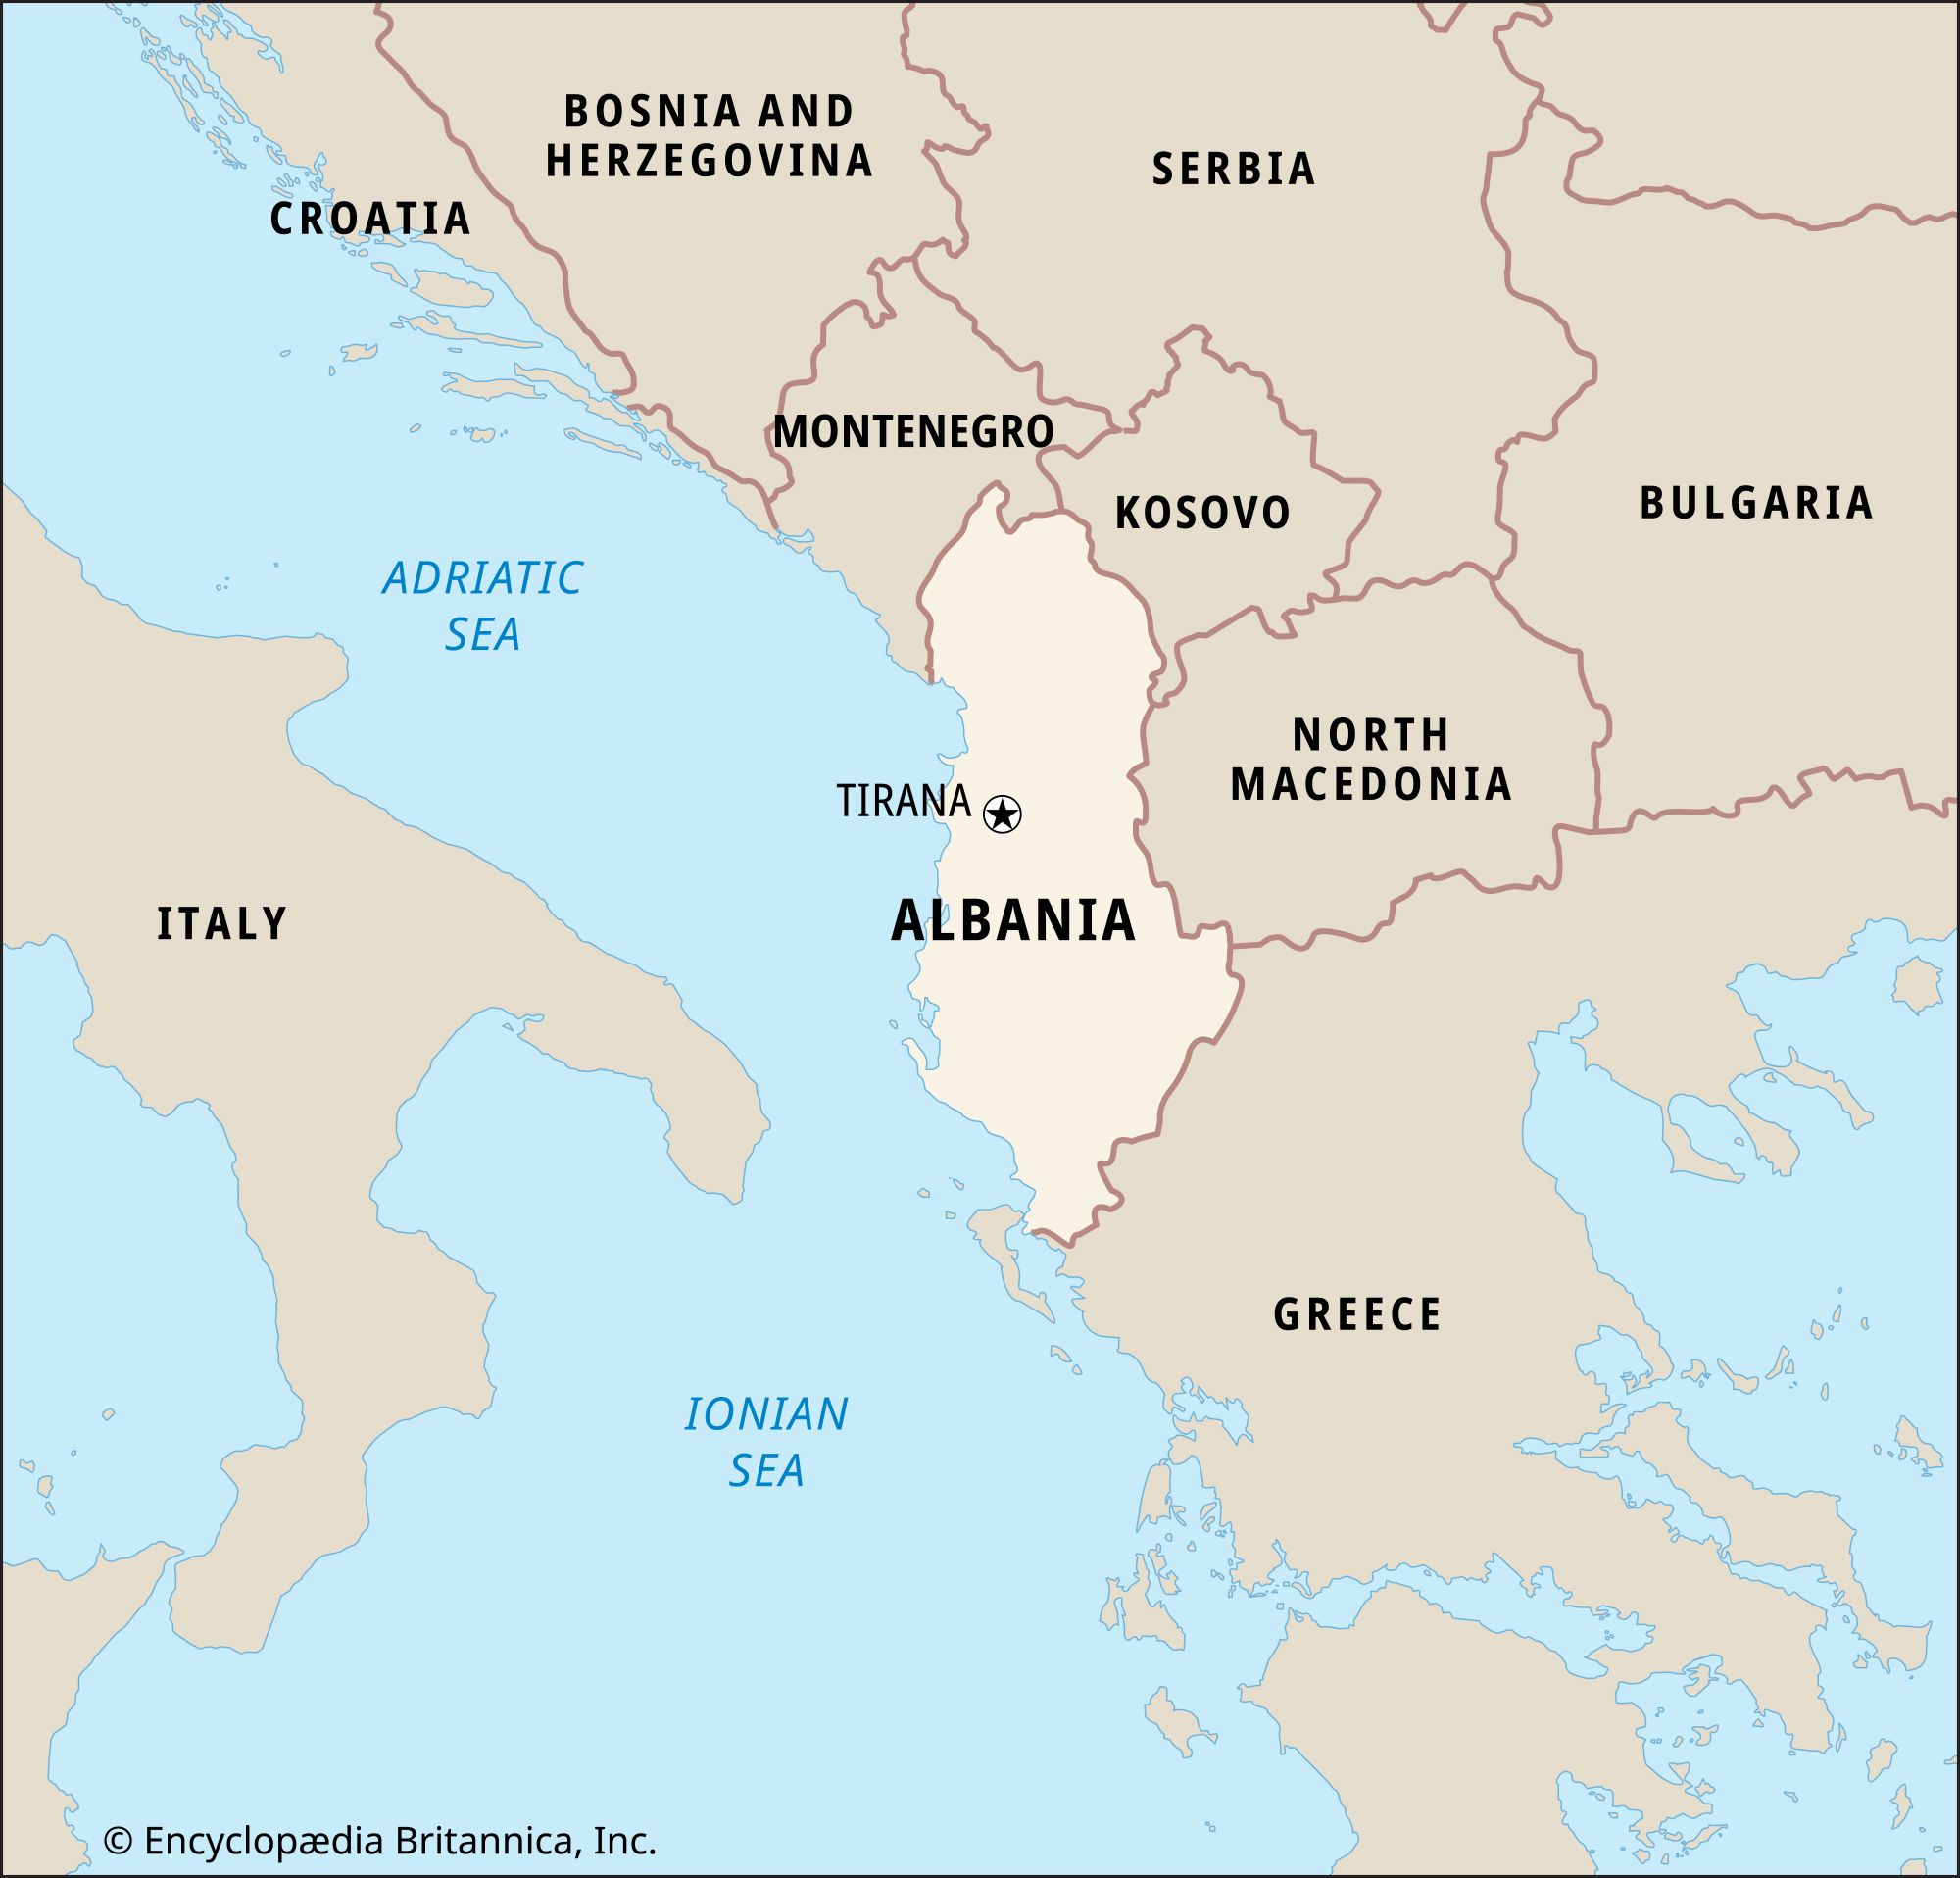 BOSNIA AND
HERZEGOVINA
SERBIA
CROATIA
MONTENEGRO
KOSOVO
BULGARIA
ADRIATIC
SEA
NORTH
MACEDONIA
TIRANA
ITALY
ALBANIA
GREECE
IONIAN
SEA
© Encyclopædia Britannica, Inc.